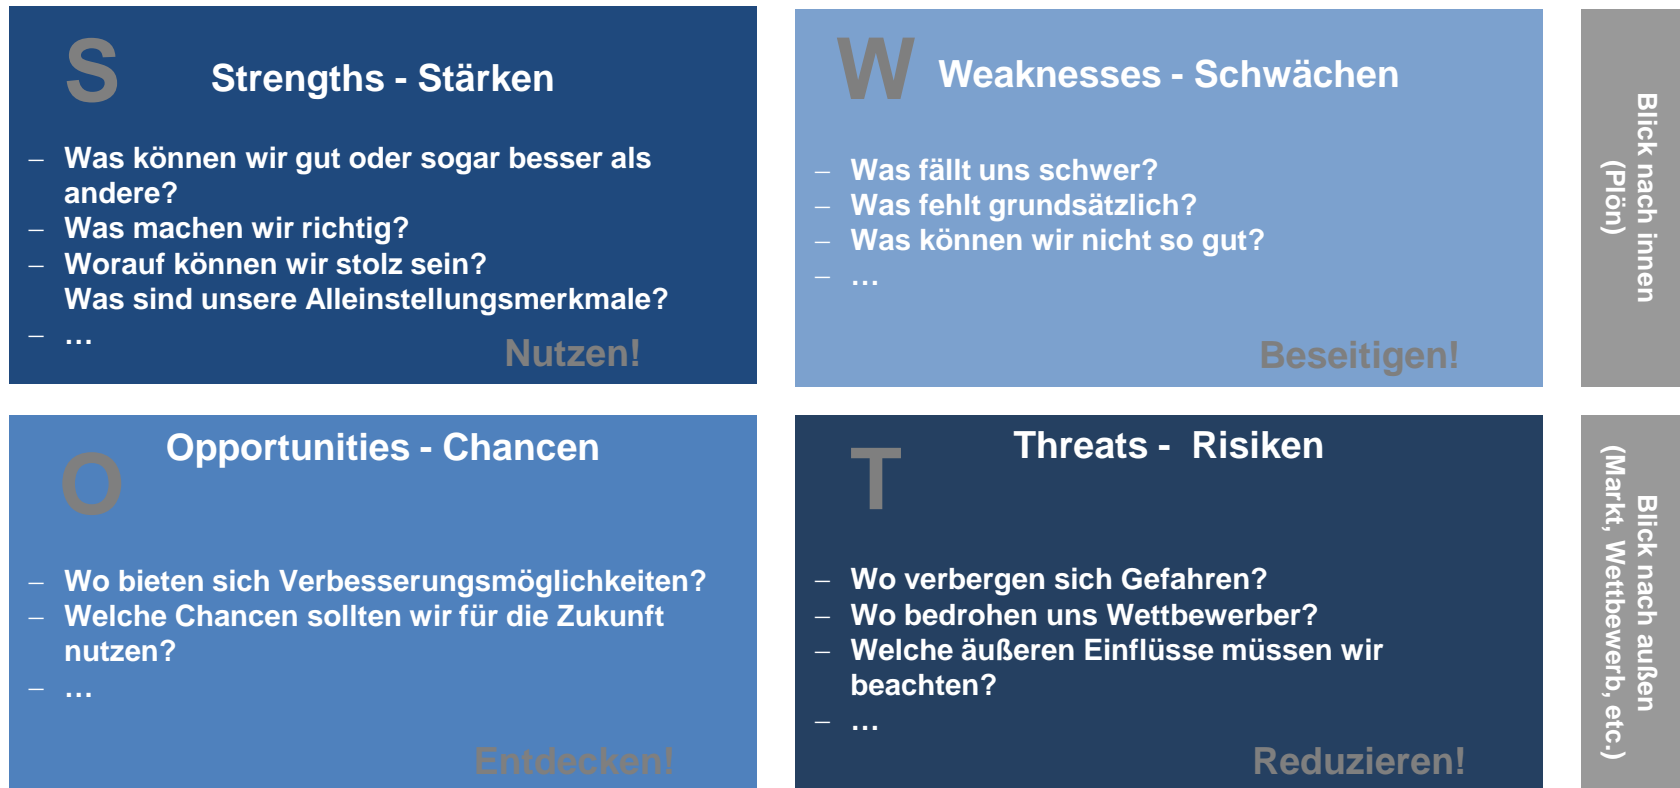 S
Strengths - Stärken
– Was können wir gut oder sogar besser als
andere?
– Was machen wir richtig?
– Worauf können wir stolz sein?
Was sind unsere Alleinstellungsmerkmale?
– …
Nutzen!
W
Weaknesses - Schwächen
– Was fällt uns schwer?
– Was fehlt grundsätzlich?
– Was können wir nicht so gut?
– …
Beseitigen!
Blick nach innen
(Plön)
O
Opportunities - Chancen
– Wo bieten sich Verbesserungsmöglichkeiten?
– Welche Chancen sollten wir für die Zukunft
nutzen?
– …
Entdecken!
T
Threats -  Risiken
– Wo verbergen sich Gefahren?
– Wo bedrohen uns Wettbewerber?
– Welche äußeren Einflüsse müssen wir
beachten?
– …
Reduzieren!
Blick nach außen
(Markt, Wettbewerb, etc.)